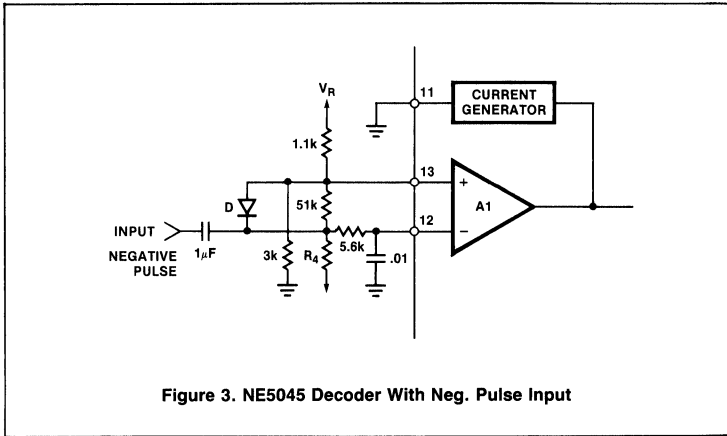 V_R
11
CURRENT
GENERATOR
1.1k
13
+
D
51k
A1
12
−
INPUT
NEGATIVE
PULSE
1µF
3k
R4
5.6k
.01
Figure 3. NE5045 Decoder With Neg. Pulse Input